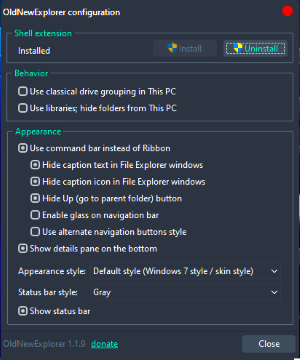 OldNewExplorer configuration
Shell extension
Installed
Install
Uninstall
Behavior
Use classical drive grouping in This PC
Use libraries; hide folders from This PC
Appearance
Use command bar instead of Ribbon
Hide caption text in File Explorer windows
Hide caption icon in File Explorer windows
Hide Up (go to parent folder) button
Enable glass on navigation bar
Use alternate navigation buttons style
Show details pane on the bottom
Appearance style: Default style (Windows 7 style / skin style)
Status bar style: Gray
Show status bar
OldNewExplorer 1.1.9 donate
Close